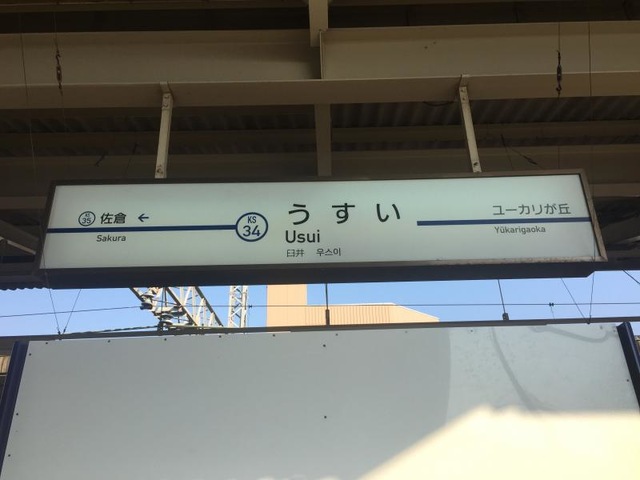 KS
35
佐倉 ←
Sakura
KS
34
うすい
Usui
臼井 우스이
ユーカリが丘
Yūkarigaoka